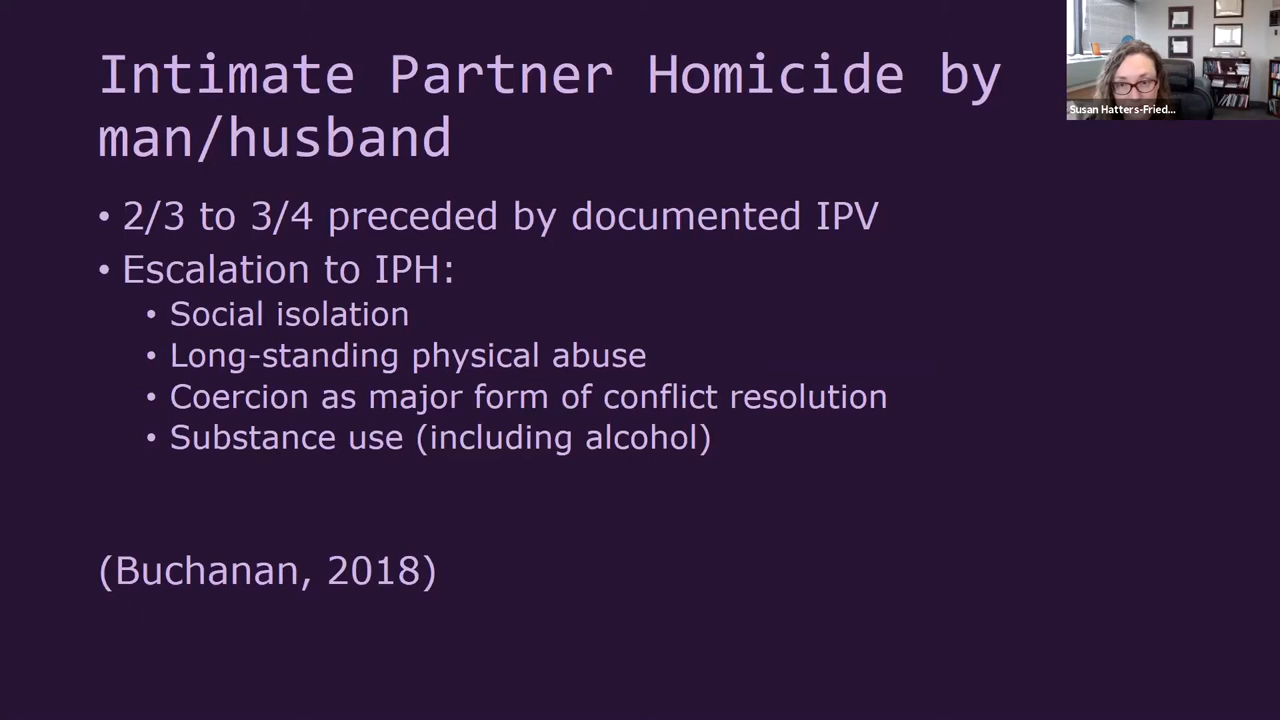 Intimate Partner Homicide by
man/husband
• 2/3 to 3/4 preceded by documented IPV
• Escalation to IPH:
• Social isolation
• Long-standing physical abuse
• Coercion as major form of conflict resolution
• Substance use (including alcohol)
(Buchanan, 2018)
Susan Hatters-Fried...